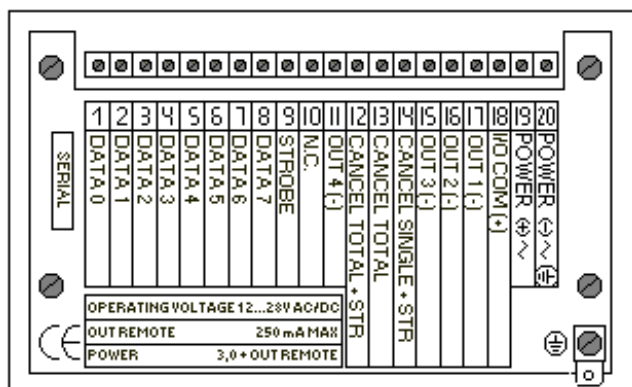 1 2 3 4 5 6 7 8 9 10 11 12 13 14 15 16 17 18 19 20
DATA 0
DATA 1
DATA 2
DATA 3
DATA 4
DATA 5
DATA 6
DATA 7
STROBE
N.C.
OUT 4 (-)
CANCEL TOTAL + STR
CANCEL TOTAL
CANCEL SINGLE + STR
OUT 3 (-)
OUT 2 (-)
OUT 1 (-)
I/O COM (+)
POWER (+) ~
POWER (-) ~
SERIAL
OPERATING VOLTAGE 12...28V AC/DC
OUT REMOTE 250 mA MAX
POWER 3,0 + OUT REMOTE
CE